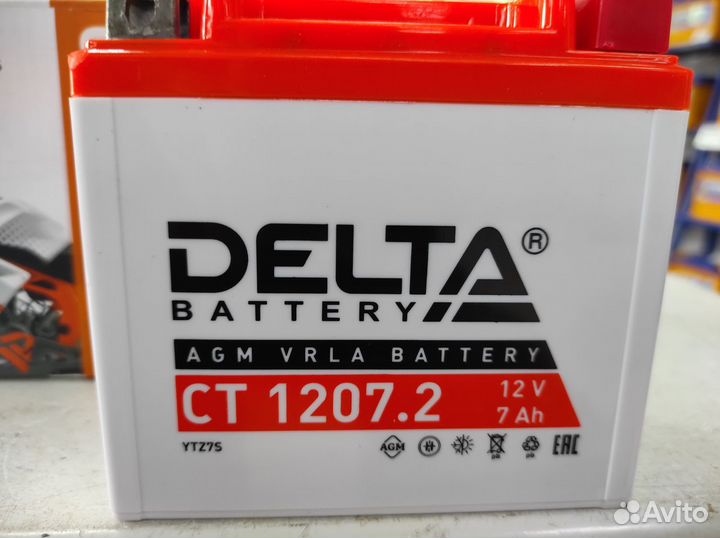 DELTA®
BATTERY
AGM VRLA BATTERY
CT 1207.2
12 V
7 Ah
YTZ7S
AGM
EAC
Avito